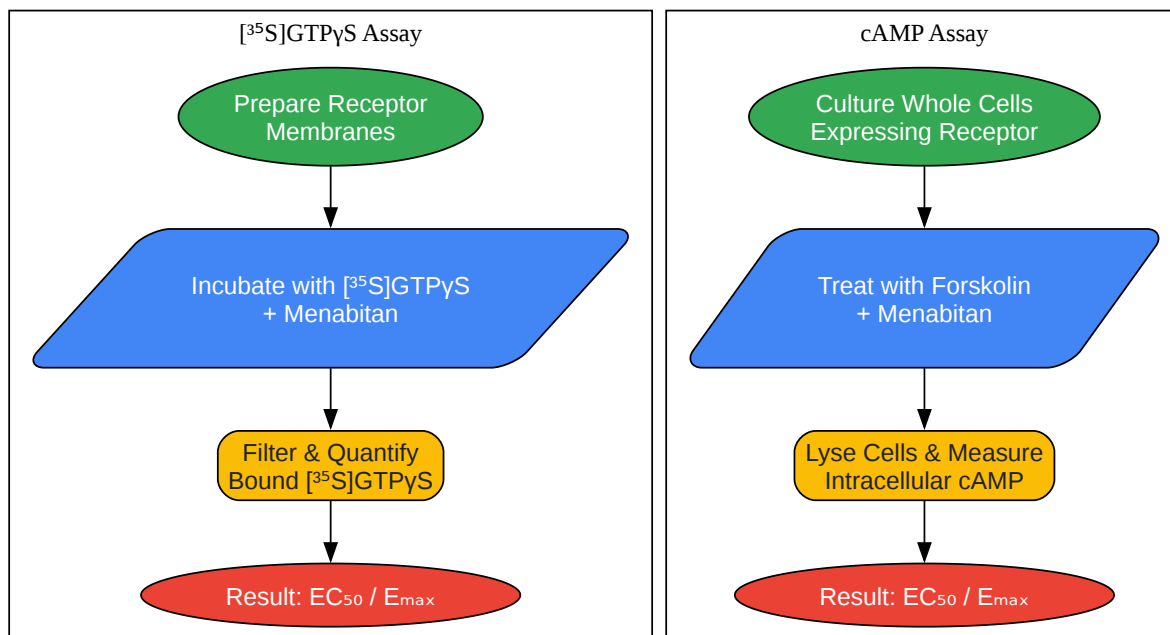 [³⁵S]GTPγS Assay
Prepare Receptor
Membranes
Incubate with [³⁵S]GTPγS
+ Menabitan
Filter & Quantify
Bound [³⁵S]GTPγS
Result: EC₅₀ / Eₘₐₓ
cAMP Assay
Culture Whole Cells
Expressing Receptor
Treat with Forskolin
+ Menabitan
Lyse Cells & Measure
Intracellular cAMP
Result: EC₅₀ / Eₘₐₓ